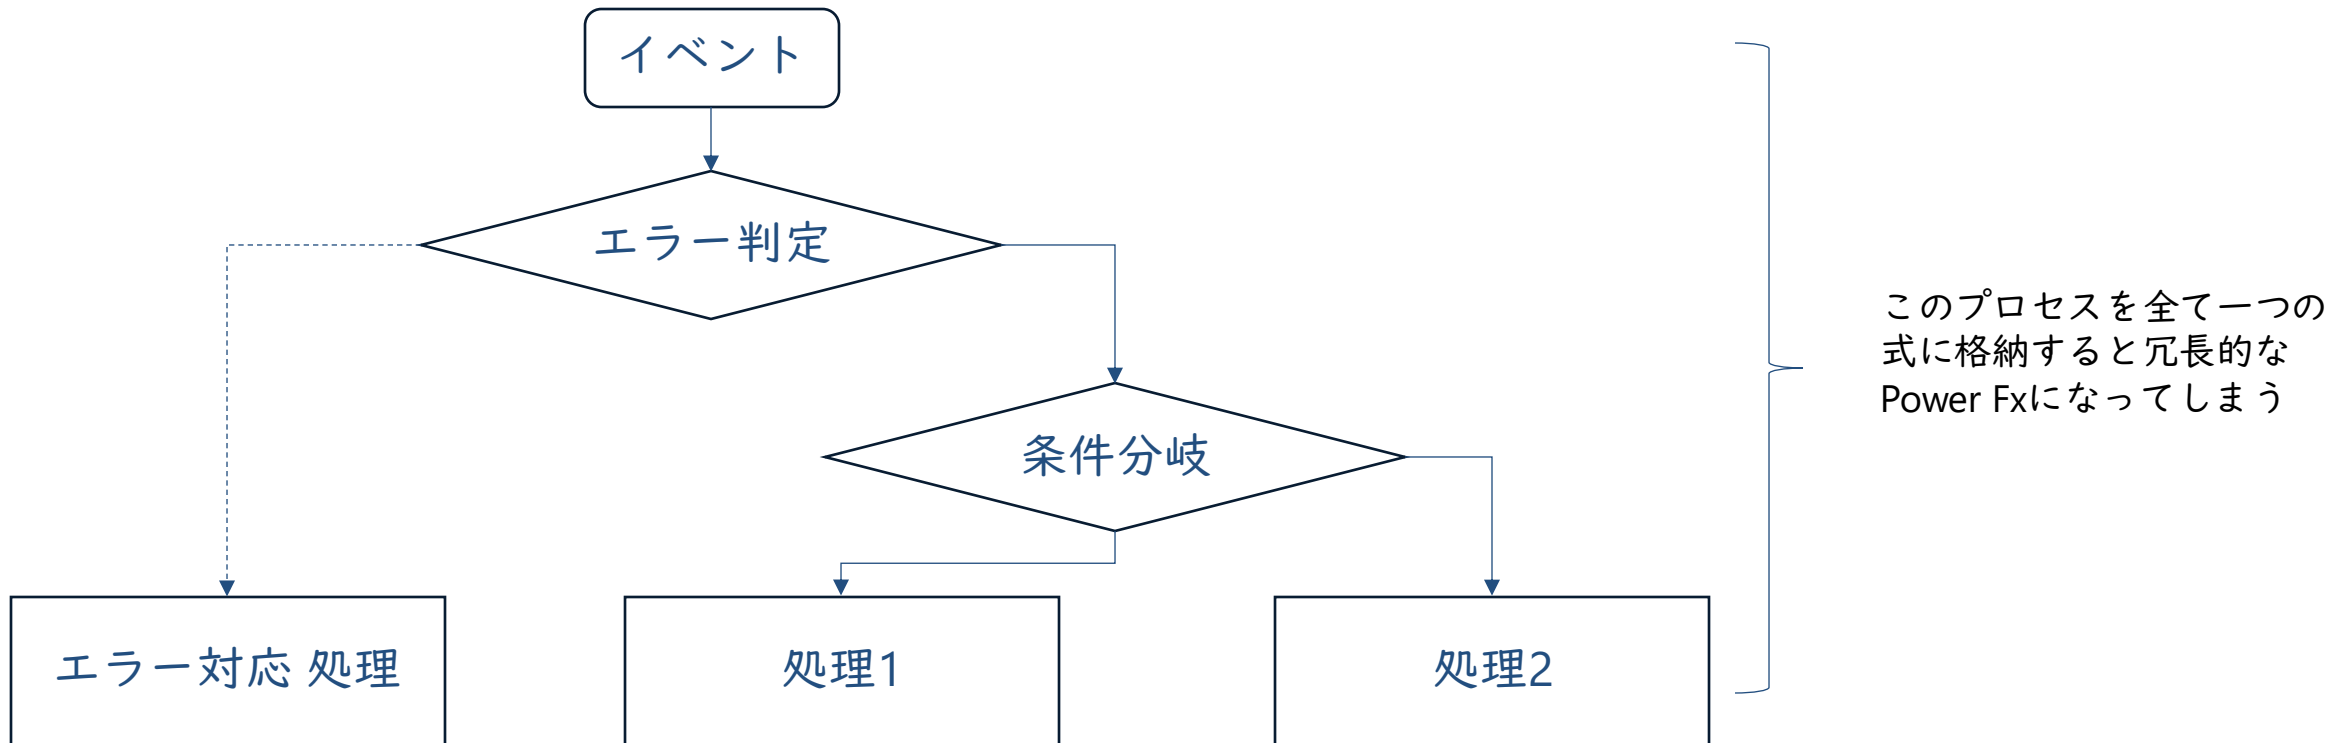 イベント
エラー判定
このプロセスを全て一つの
式に格納すると冗長的な
Power Fxになってしまう
条件分岐
エラー対応 処理
処理1
処理2